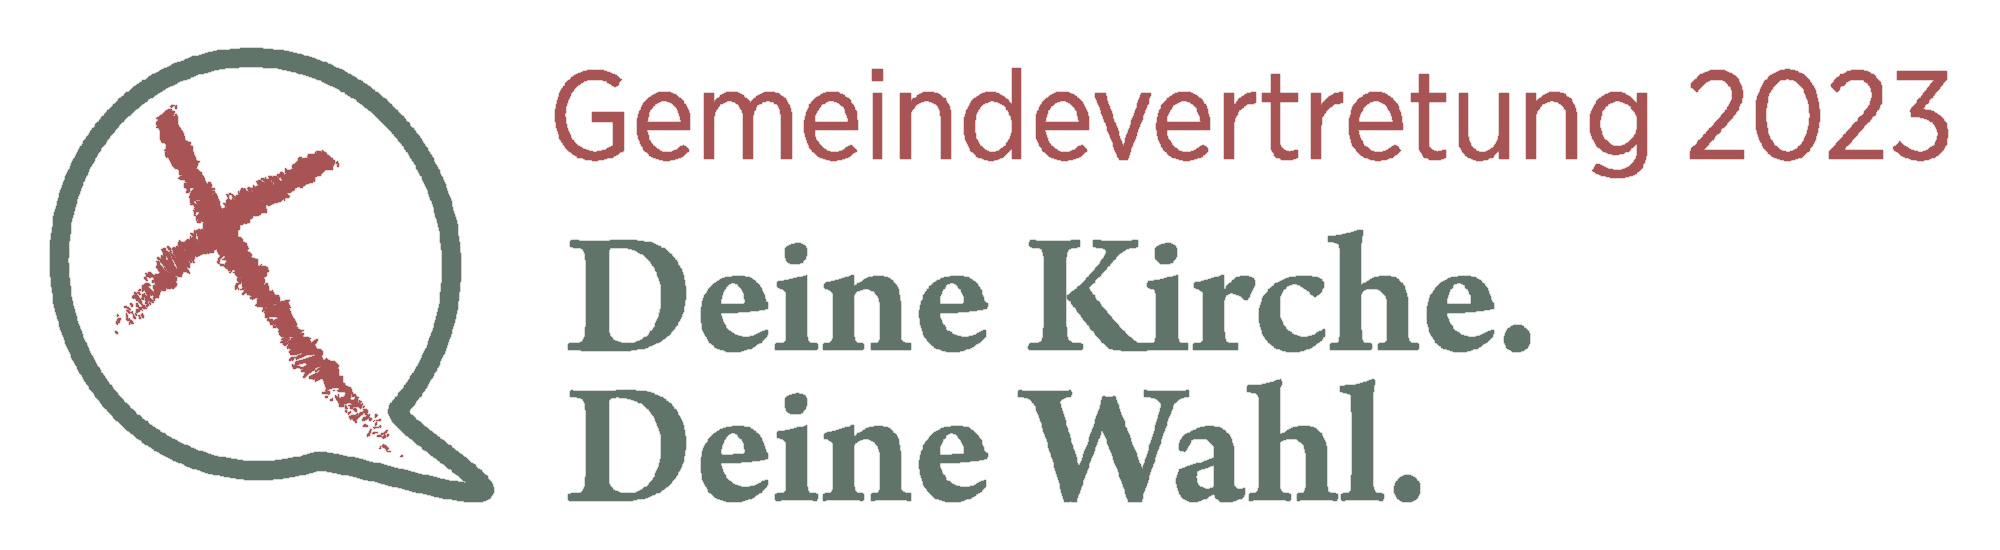 Gemeindevertretung 2023
Deine Kirche.
Deine Wahl.